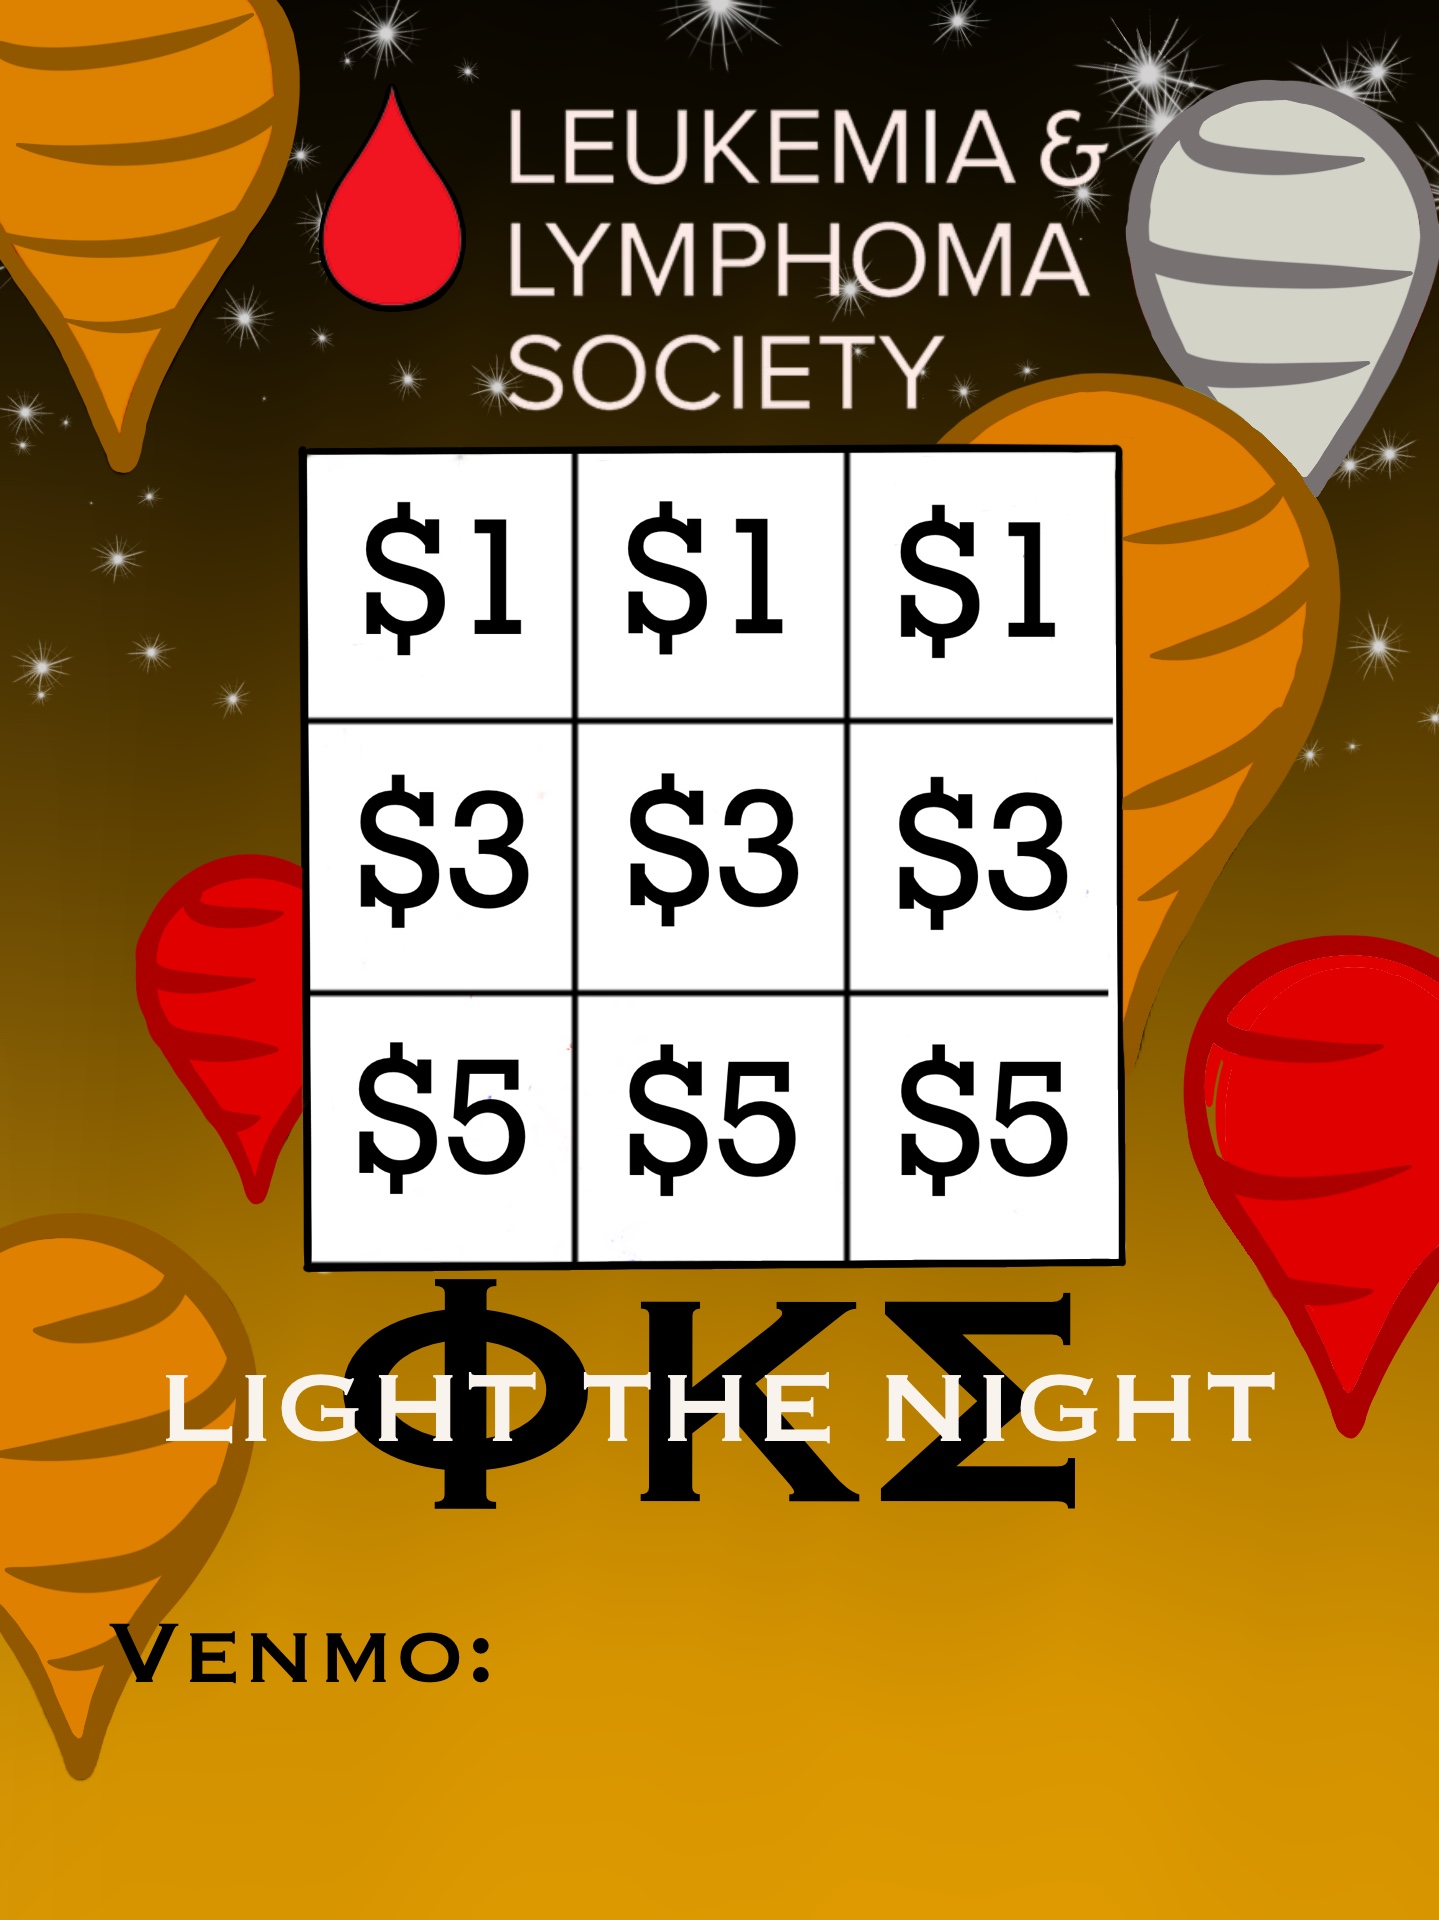 LEUKEMIA &
LYMPHOMA
SOCIETY
$1 $1 $1
$3 $3 $3
$5 $5 $5
ΦΚΣ
LIGHT THE NIGHT
VENMO: